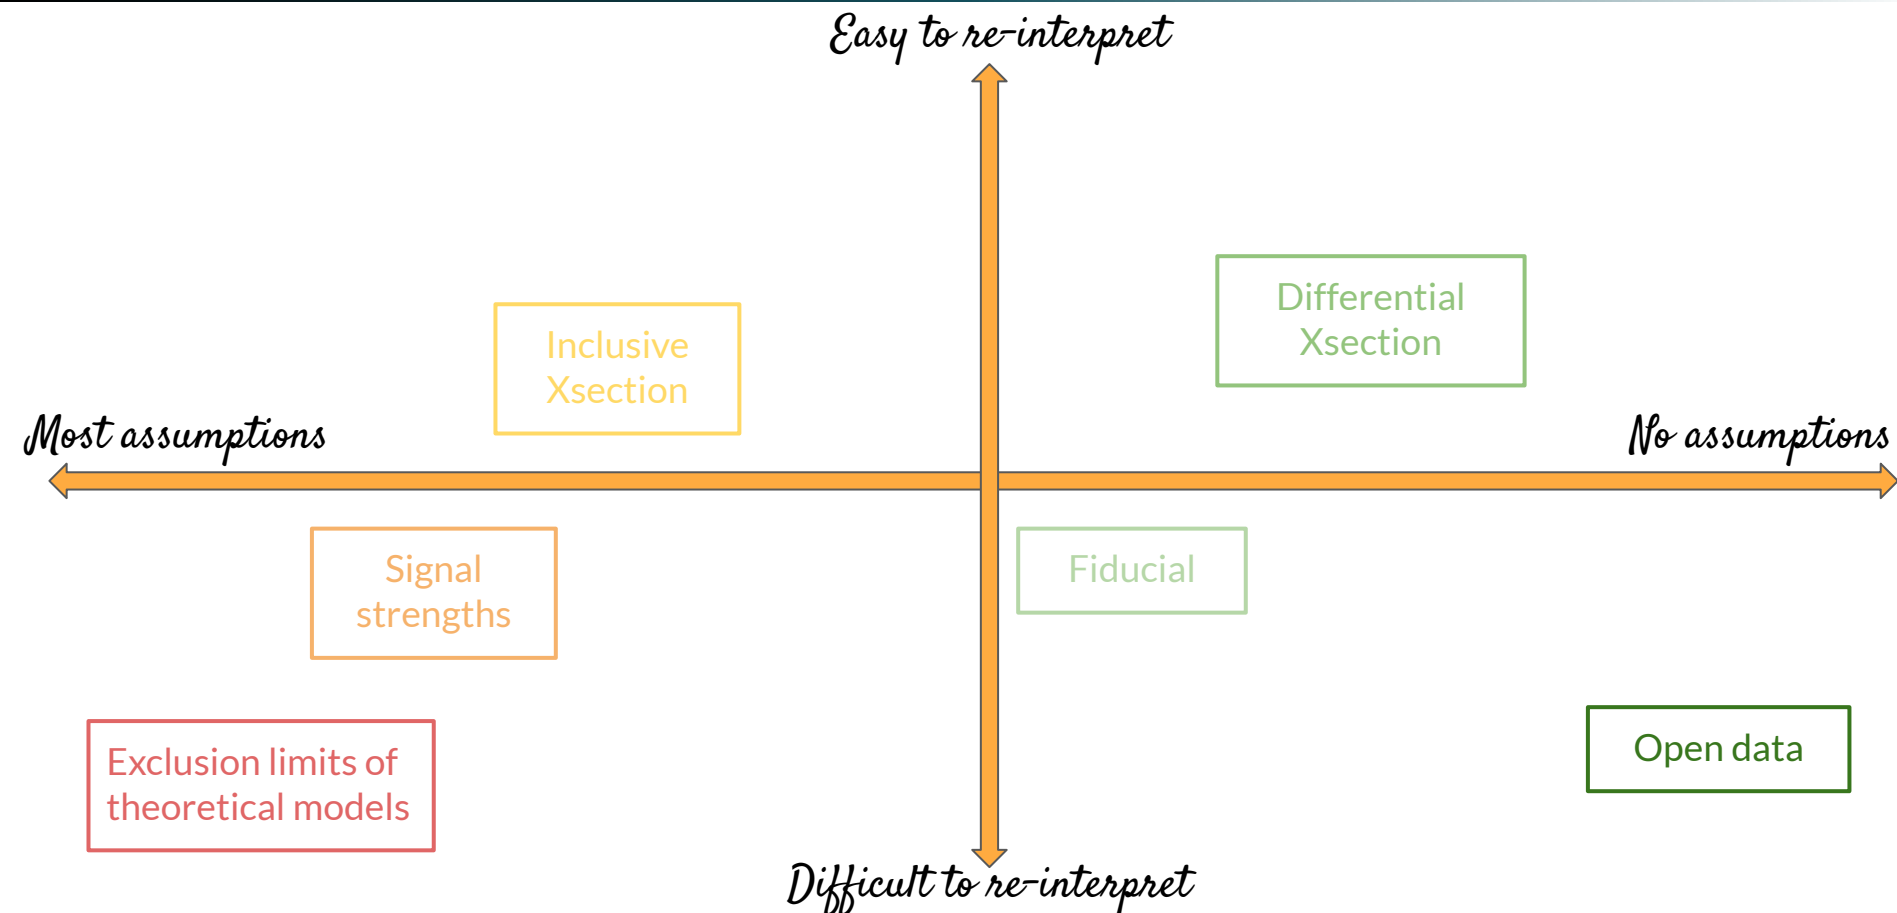 Easy to re-interpret
Differential
Xsection
Inclusive
Xsection
Most assumptions
No assumptions
Signal
strengths
Fiducial
Exclusion limits of
theoretical models
Open data
Difficult to re-interpret